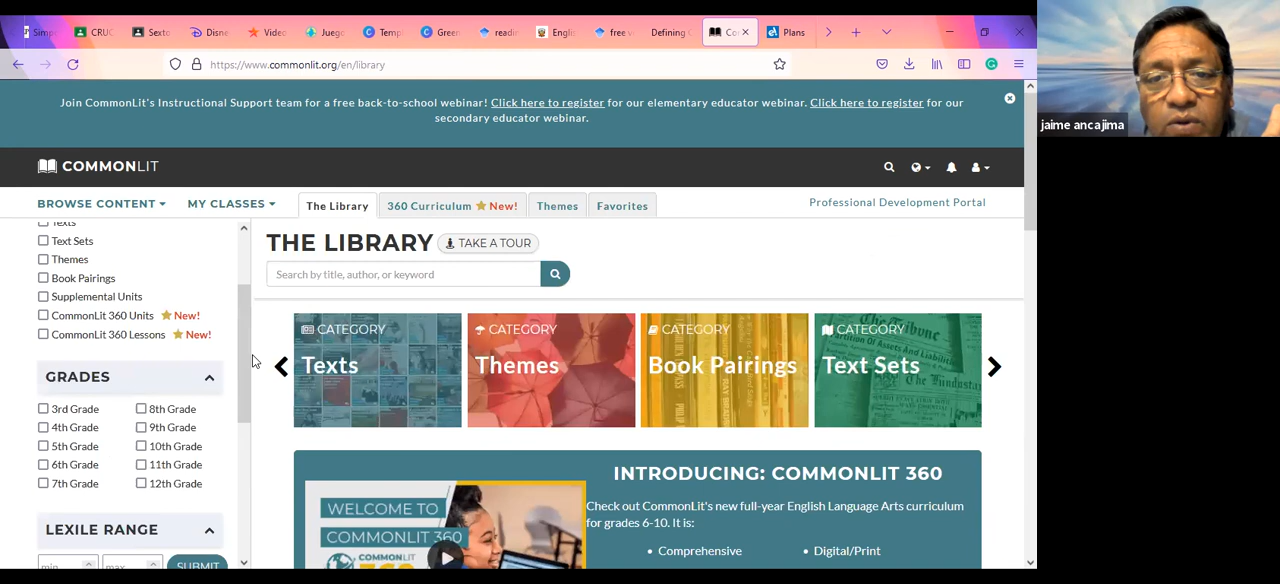 Simp
CRUC
Sexto
Disne
Video
Juego
Temp
Green
readin
Englis
free v
Defining
Co
Plans
https://www.commonlit.org/en/library
jaime ancajima
Join CommonLit's Instructional Support team for a free back-to-school webinar! Click here to register for our elementary educator webinar. Click here to register for our
secondary educator webinar.
COMMONLIT
BROWSE CONTENT
MY CLASSES
The Library
360 Curriculum New!
Themes
Favorites
Professional Development Portal
Texts
Text Sets
Themes
Book Pairings
Supplemental Units
CommonLit 360 Units New!
CommonLit 360 Lessons New!
GRADES
3rd Grade 8th Grade
4th Grade 9th Grade
5th Grade 10th Grade
6th Grade 11th Grade
7th Grade 12th Grade
LEXILE RANGE
min max SUBMIT
THE LIBRARY TAKE A TOUR
Search by title, author, or keyword
CATEGORY
Texts
CATEGORY
Themes
CATEGORY
Book Pairings
CATEGORY
Text Sets
WELCOME TO
COMMONLIT 360
COMMONLIT
INTRODUCING: COMMONLIT 360
Check out CommonLit's new full-year English Language Arts curriculum
for grades 6-10. It is:
• Comprehensive
• Digital/Print